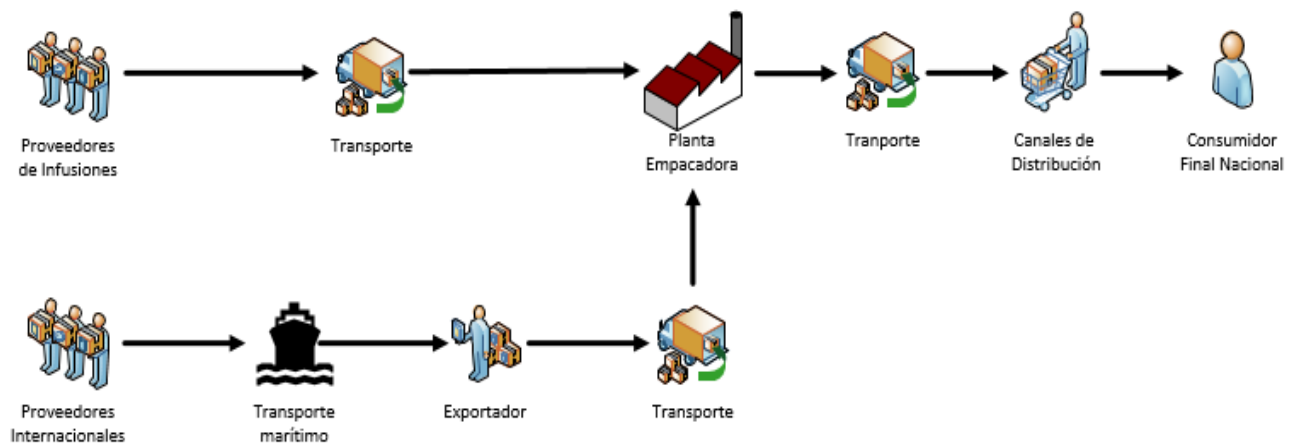 Proveedores
de Infusiones
Transporte
Planta
Empacadora
Tranporte
Canales de
Distribución
Consumidor
Final Nacional
Proveedores
Internacionales
Transporte
marítimo
Exportador
Transporte